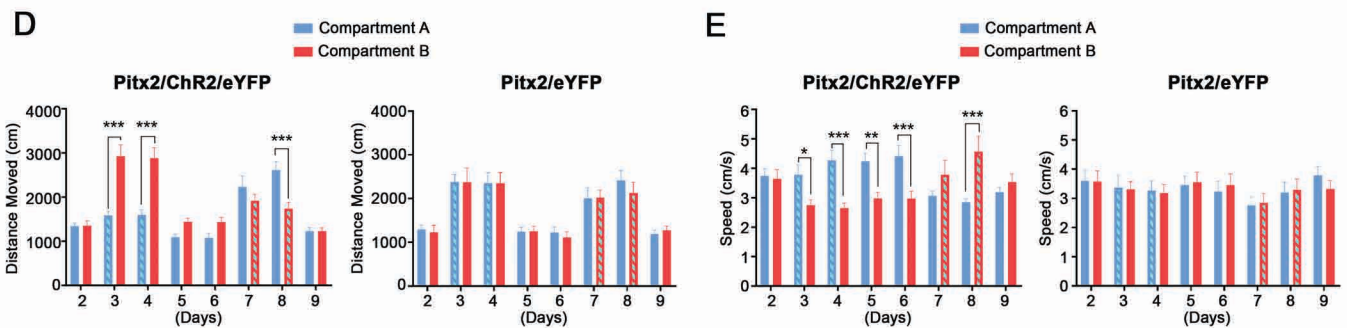 D
Compartment A
Compartment B
Pitx2/ChR2/eYFP
Distance Moved (cm)
4000
3000
2000
1000
0
***
***
***
2 3 4 5 6 7 8 9
(Days)
Pitx2/eYFP
4000
3000
2000
1000
0
2 3 4 5 6 7 8 9
(Days)
E
Compartment A
Compartment B
Pitx2/ChR2/eYFP
Speed (cm/s)
6
5
4
3
2
1
0
*
***
**
***
***
2 3 4 5 6 7 8 9
(Days)
Pitx2/eYFP
Speed (cm/s)
6
5
4
3
2
1
0
2 3 4 5 6 7 8 9
(Days)